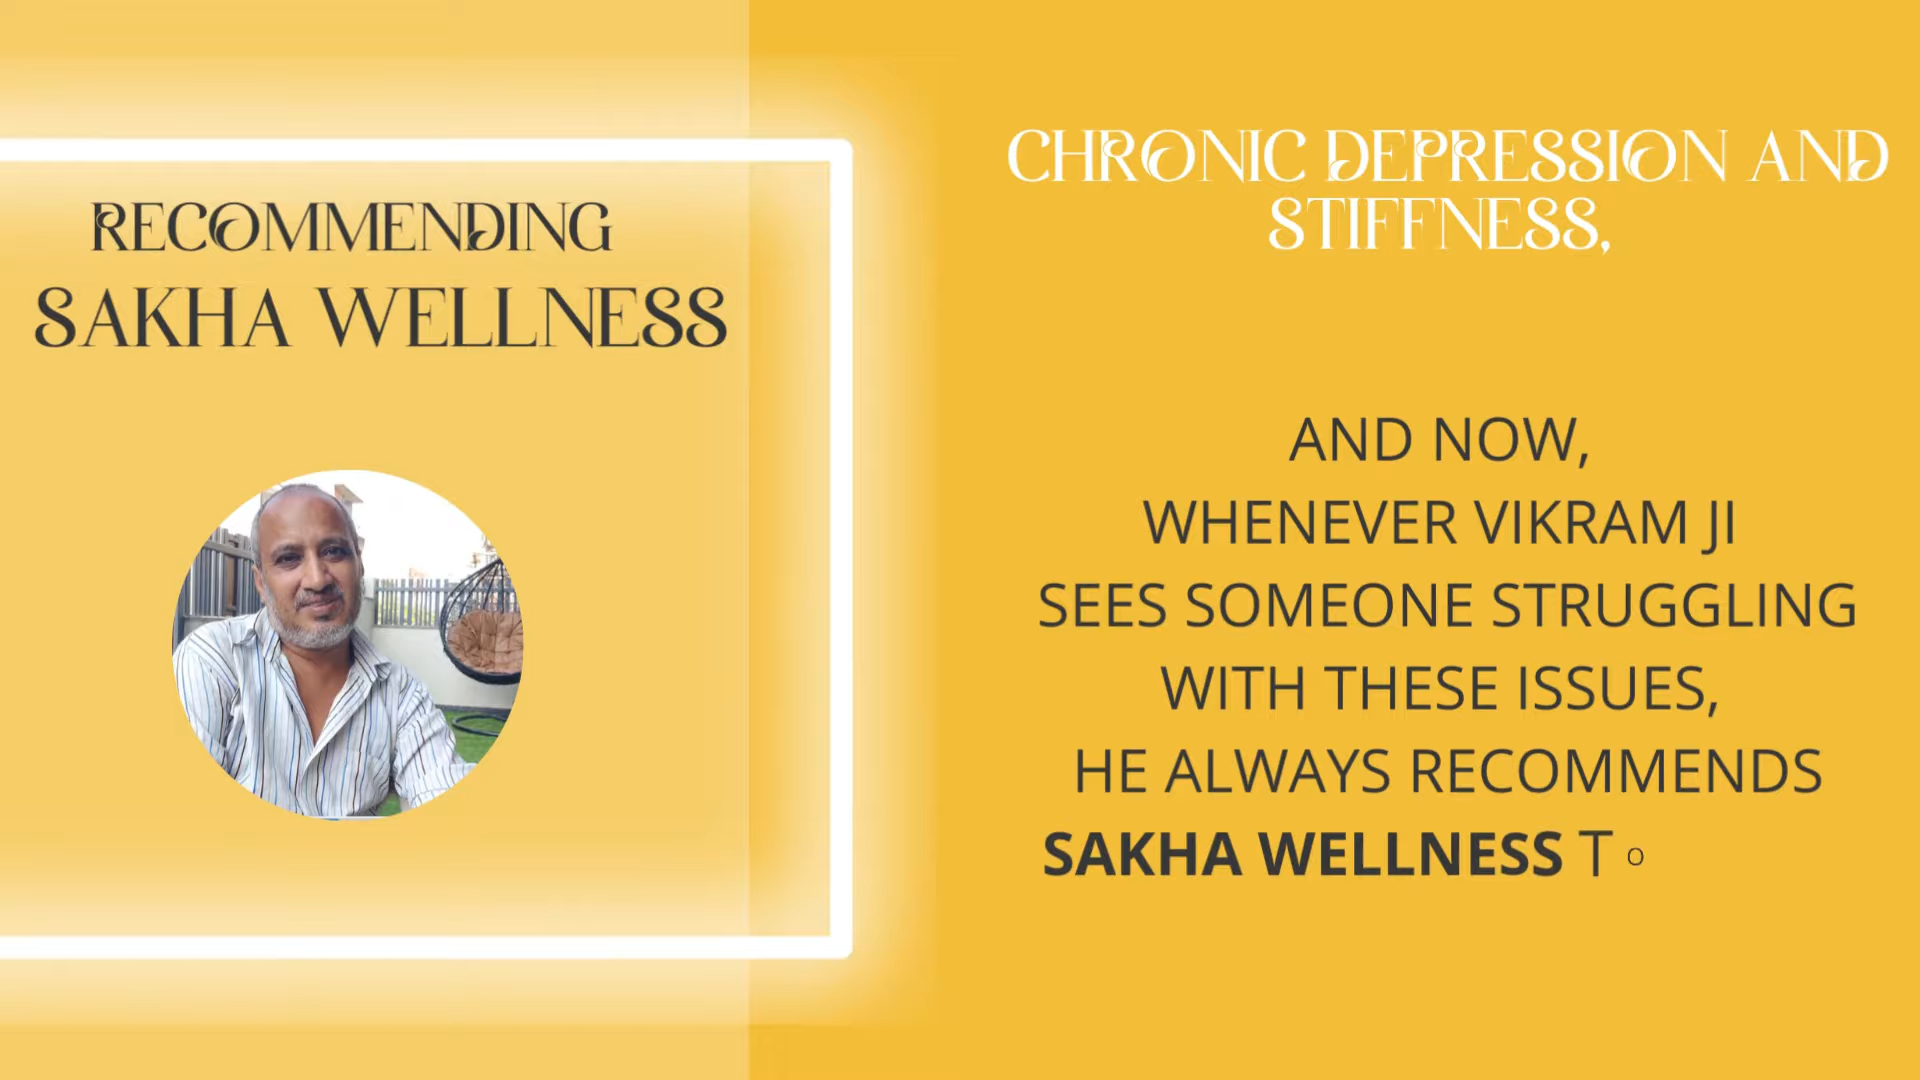 RECOMMENDING
SAKHA WELLNESS
CHRONIC DEPRESSION AND
STIFFNESS,
AND NOW,
WHENEVER VIKRAM JI
SEES SOMEONE STRUGGLING
WITH THESE ISSUES,
HE ALWAYS RECOMMENDS
SAKHA WELLNESS TO